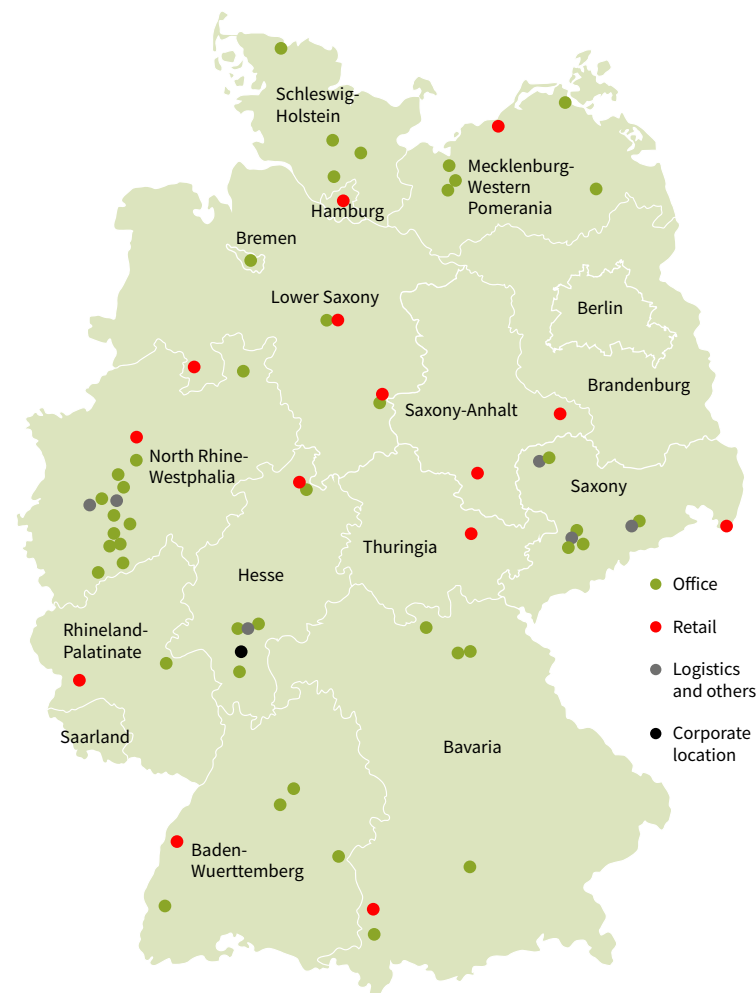 Schleswig-
Holstein
Mecklenburg-
Western
Pomerania
Hamburg
Bremen
Lower Saxony
Berlin
Brandenburg
Saxony-Anhalt
North Rhine-
Westphalia
Saxony
Thuringia
Hesse
Rhineland-
Palatinate
Saarland
Bavaria
Baden-
Wuerttemberg
Office
Retail
Logistics
and others
Corporate
location